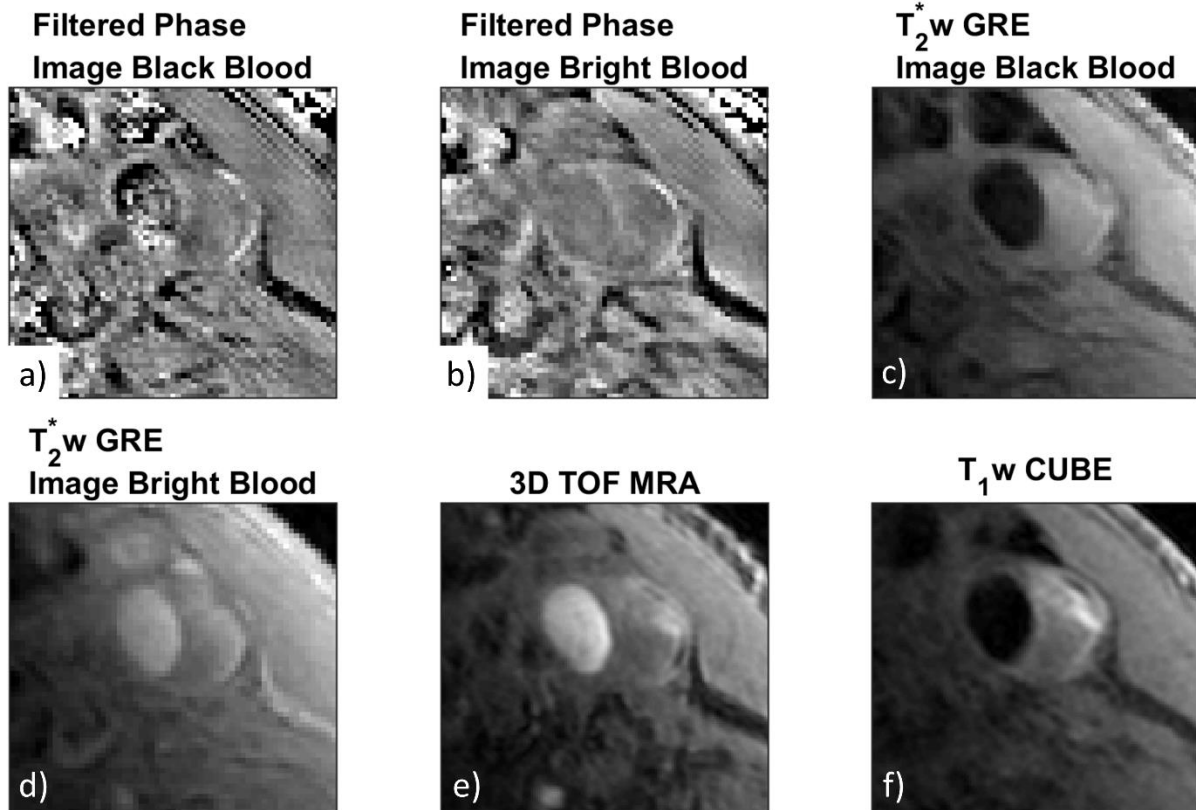 Filtered Phase
Image Black Blood
Filtered Phase
Image Bright Blood
T₂*w GRE
Image Black Blood
a)
b)
c)
T₂*w GRE
Image Bright Blood
3D TOF MRA
T₁w CUBE
d)
e)
f)